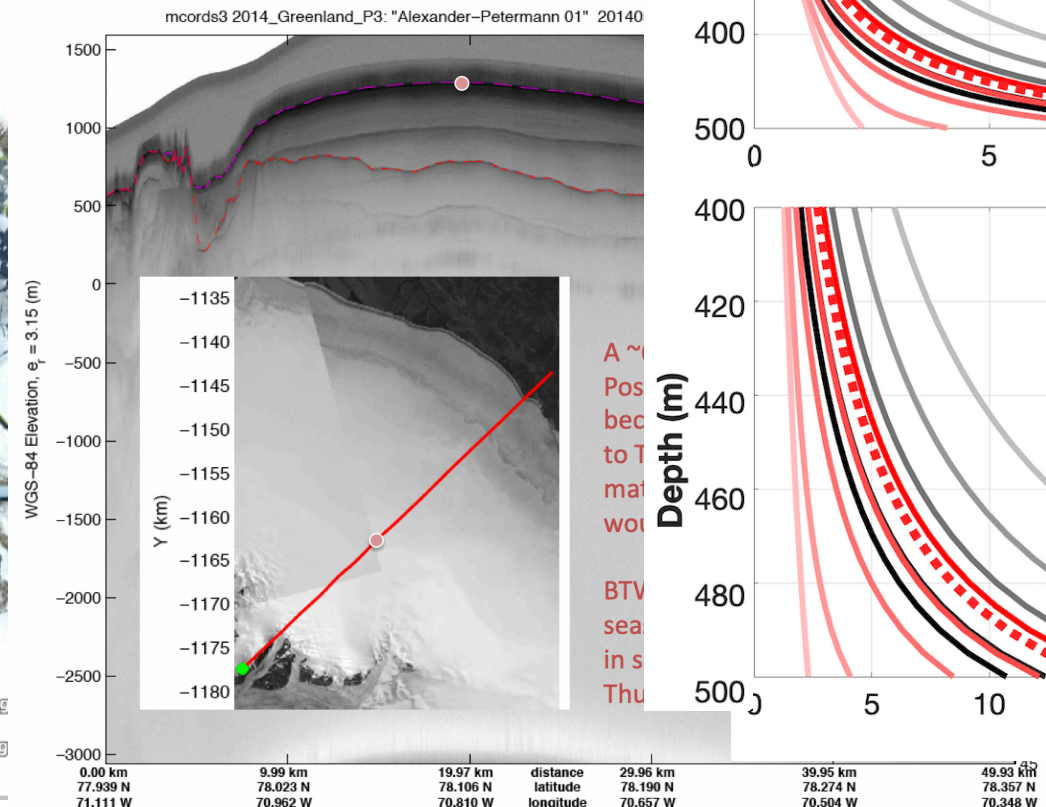 mcords3 2014_Greenland_P3: "Alexander−Petermann 01" 20140
1500
1000
500
0
−500
−1000
−1500
−2000
−2500
−3000
WGS−84 Elevation, e_r = 3.15 (m)
−1135
−1140
−1145
−1150
−1155
−1160
−1165
−1170
−1175
−1180
Y (km)
A ~
Pos
bec
to T
mat
wou
BTW
sea
in s
Thu
400
500
0
5
400
420
440
460
480
500
Depth (m)
5
10
0.00 km 9.99 km 19.97 km distance 29.96 km 39.95 km 49.93 km
77.939 N 78.023 N 78.106 N latitude 78.190 N 78.274 N 78.357 N
71.111 W 70.962 W 70.810 W longitude 70.657 W 70.504 W 70.348 W